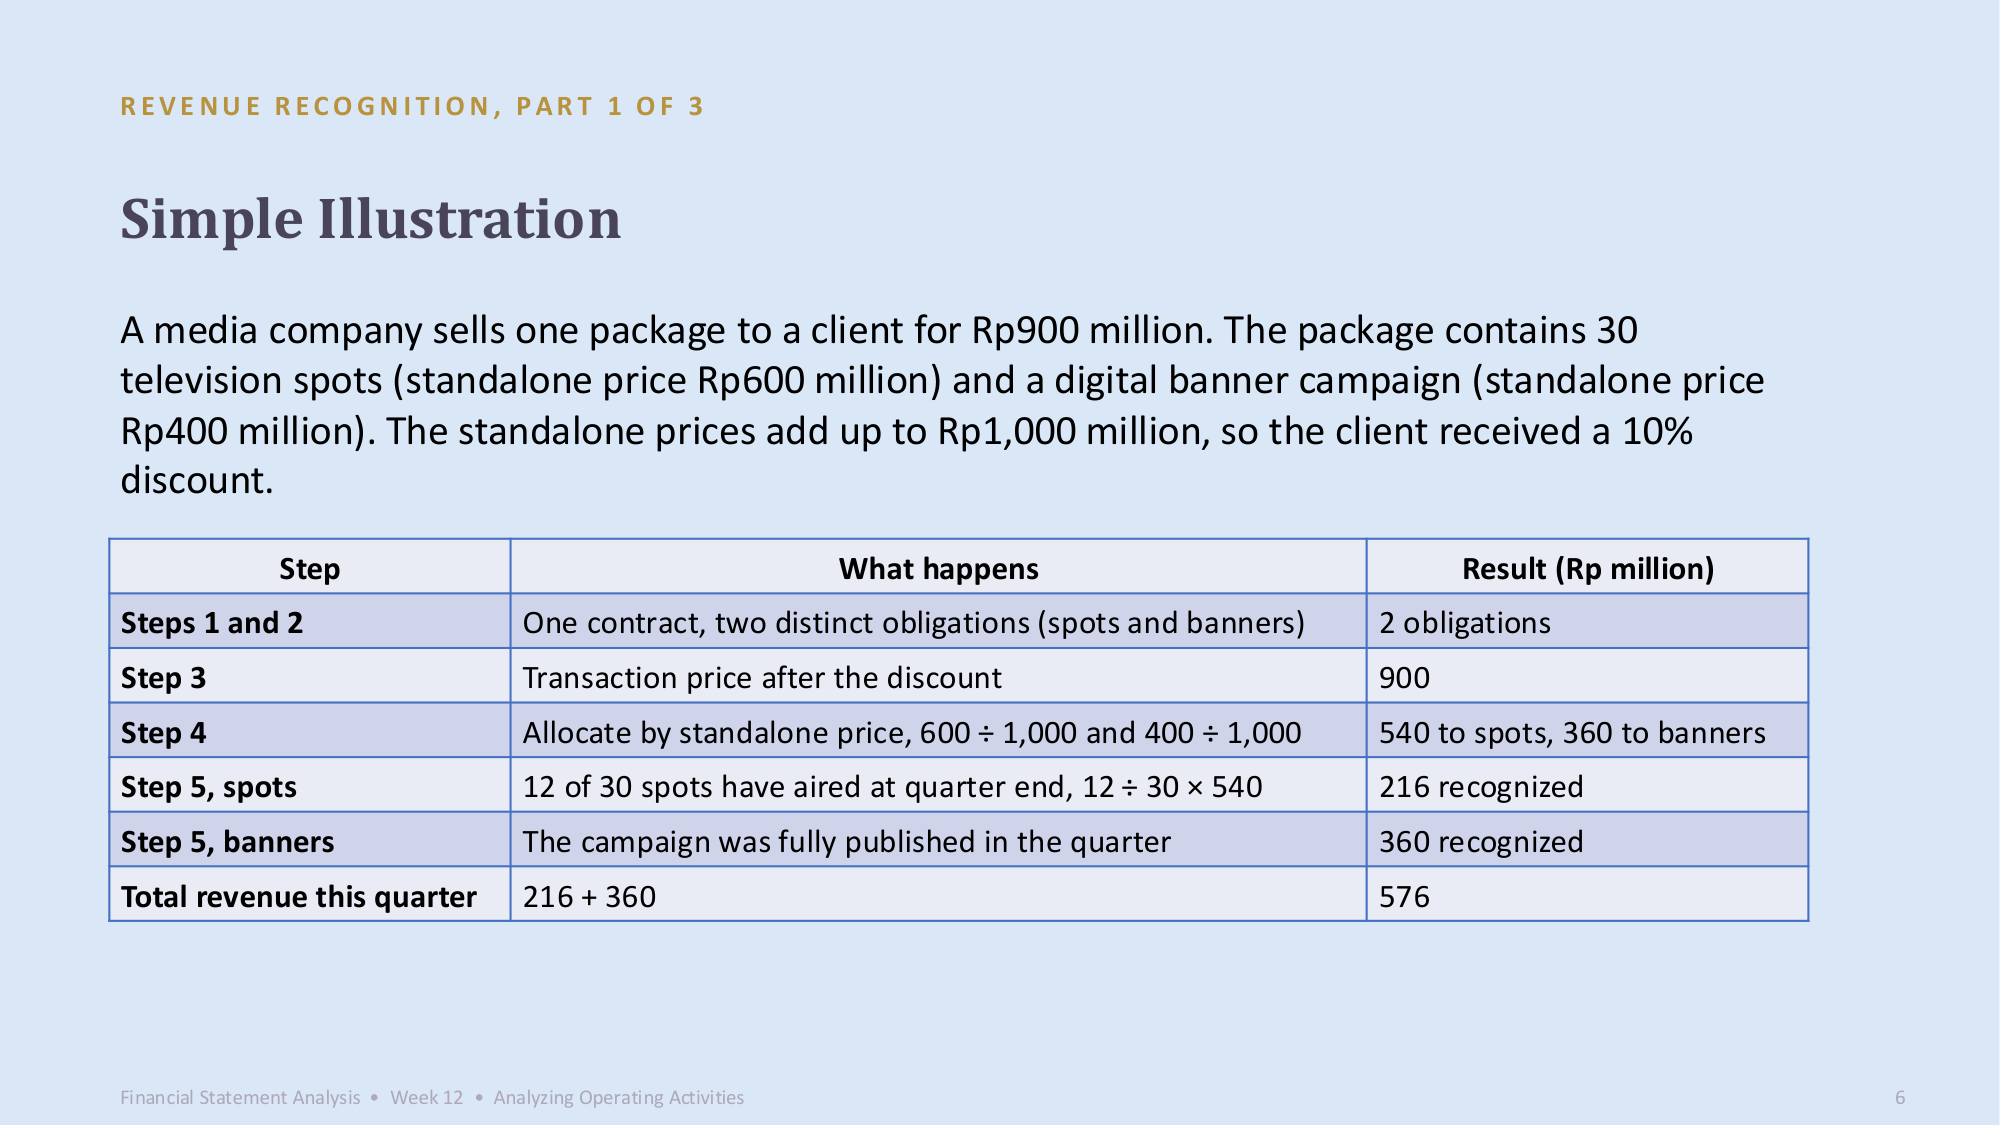 REVENUE RECOGNITION, PART 1 OF 3
Simple Illustration
A media company sells one package to a client for Rp900 million. The package contains 30
television spots (standalone price Rp600 million) and a digital banner campaign (standalone price
Rp400 million). The standalone prices add up to Rp1,000 million, so the client received a 10%
discount.
Step What happens Result (Rp million)
Steps 1 and 2 One contract, two distinct obligations (spots and banners) 2 obligations
Step 3 Transaction price after the discount 900
Step 4 Allocate by standalone price, 600 ÷ 1,000 and 400 ÷ 1,000 540 to spots, 360 to banners
Step 5, spots 12 of 30 spots have aired at quarter end, 12 ÷ 30 × 540 216 recognized
Step 5, banners The campaign was fully published in the quarter 360 recognized
Total revenue this quarter 216 + 360 576
Financial Statement Analysis • Week 12 • Analyzing Operating Activities 6